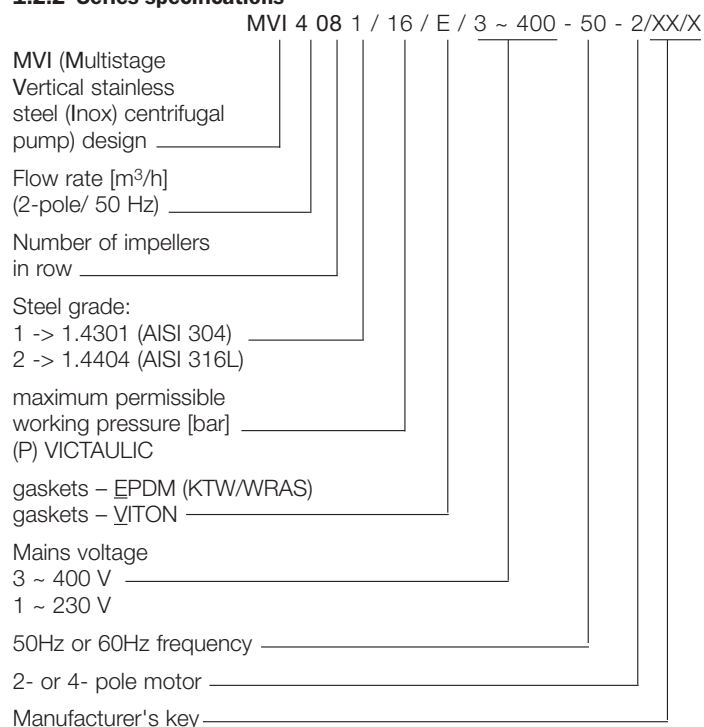 1.2.2 Series specifications
MVI 4 08 1 / 16 / E / 3 ~ 400 - 50 - 2/XX/X
MVI (Multistage
Vertical stainless
steel (Inox) centrifugal
pump) design
Flow rate [m³/h]
(2-pole/ 50 Hz)
Number of impellers
in row
Steel grade:
1 -> 1.4301 (AISI 304)
2 -> 1.4404 (AISI 316L)
maximum permissible
working pressure [bar]
(P) VICTAULIC
gaskets – EPDM (KTW/WRAS)
gaskets – VITON
Mains voltage
3 ~ 400 V
1 ~ 230 V
50Hz or 60Hz frequency
2- or 4- pole motor
Manufacturer's key